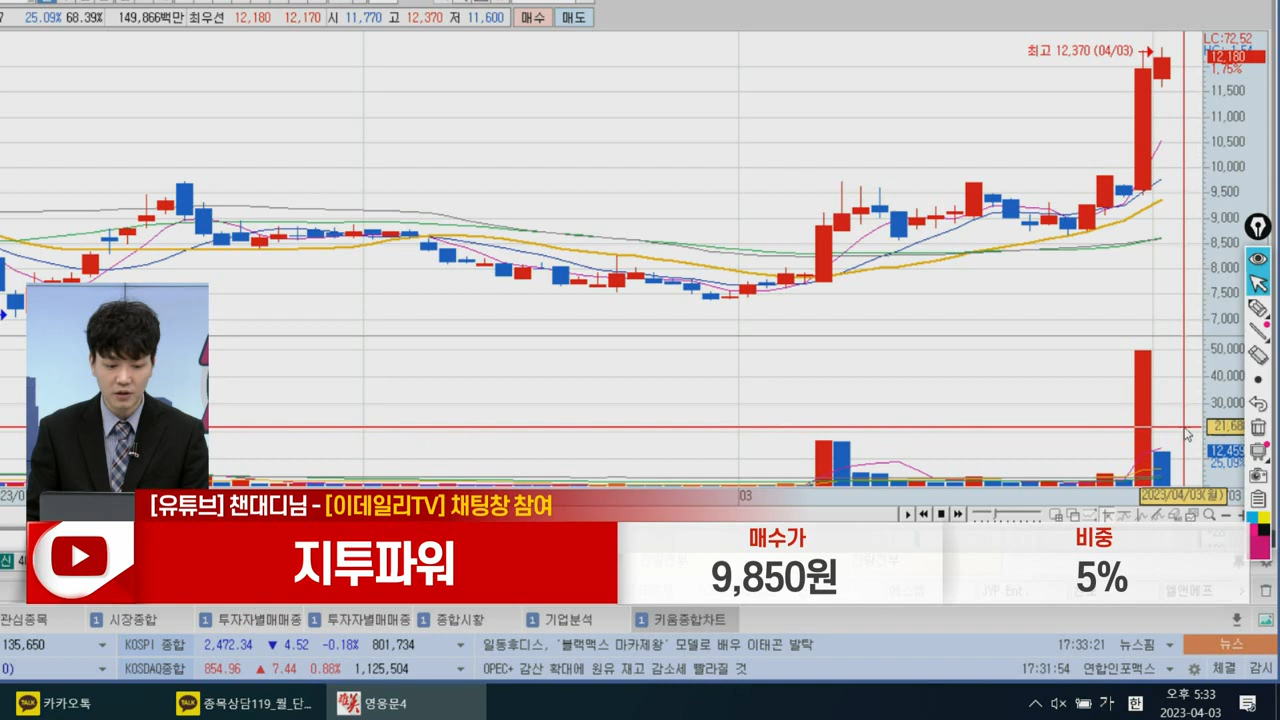 25.09% 68.39% 149,866백만 최우선 12,180 12,170 시 11,770 고 12,370 저 11,600 매수 매도
LC:72.52
최고 12,370 (04/03)
12,180
1.75%
11,500
11,000
10,500
10,000
9,500
9,000
8,500
8,000
7,500
7,000
50,000
40,000
30,000
12,459
25.09%
03
2023/04/03(월) 03
[유튜브] 챈대디님 - [이데일리TV] 채팅창 참여
지투파워
매수가
9,850원
비중
5%
관심종목 1 시장종합 1 투자자별매매종 1 투자자별매매종 1 종합시황 1 기업분석 1 키움종합차트
135,650 KOSPI 종합 2,472.34 ▼ 4.52 -0.18% 801,734 일동후디스, '블랙맥스 마카제왕' 모델로 배우 이태곤 발탁 17:33:21 뉴스핌 뉴스
0) KOSDAQ종합 854.96 ▲ 7.44 0.88% 1,125,504 OPEC+ 감산 확대에 원유 재고 감소세 빨라질 것 17:31:54 연합인포맥스 체결 감시
카카오톡 종목상담119_월_단... 영웅문4 가 한 오후 5:33
2023-04-03